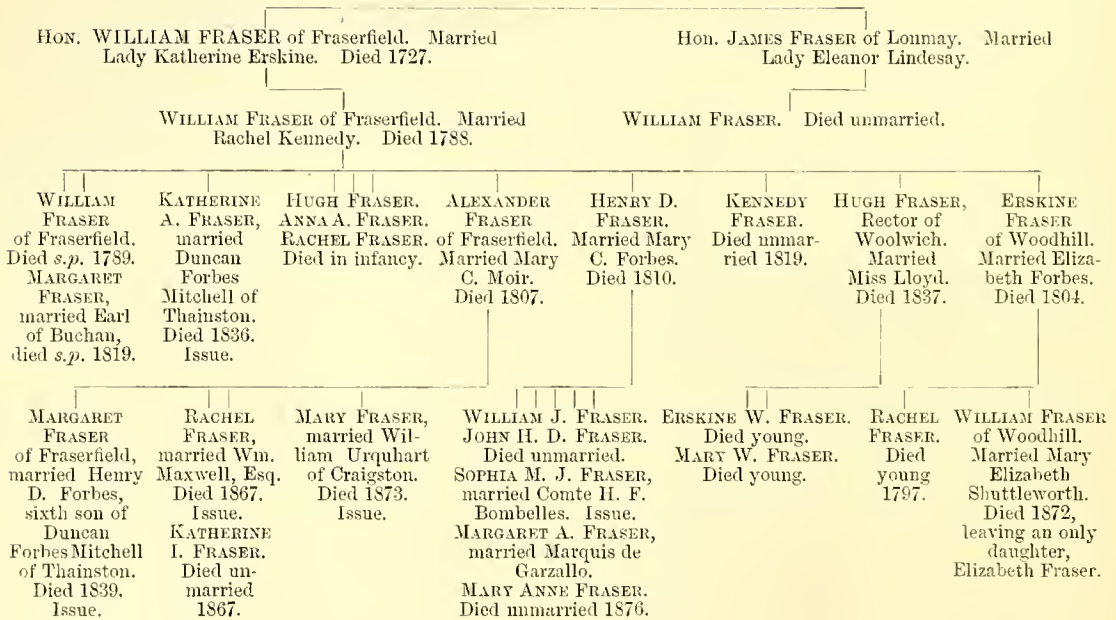 HON. WILLIAM FRASER of Fraserfield. Married
Lady Katherine Erskine. Died 1727.
Hon. JAMES FRASER of Lonmay. Married
Lady Eleanor Lindesay.
WILLIAM FRASER of Fraserfield. Married
Rachel Kennedy. Died 1788.
WILLIAM FRASER. Died unmarried.
WILLIAM
FRASER
of Fraserfield.
Died s.p. 1789.
MARGARET
FRASER,
married Earl
of Buchan,
died s.p. 1819.
KATHERINE
A. FRASER,
married
Duncan
Forbes
Mitchell of
Thainston.
Died 1836.
Issue.
HUGH FRASER.
ANNA A. FRASER.
RACHEL FRASER.
Died in infancy.
ALEXANDER
FRASER
of Fraserfield.
Married Mary
C. Moir.
Died 1807.
HENRY D.
FRASER.
Married Mary
C. Forbes.
Died 1810.
KENNEDY
FRASER.
Died unmar-
ried 1819.
HUGH FRASER,
Rector of
Woolwich.
Married
Miss Lloyd.
Died 1837.
ERSKINE
FRASER
of Woodhill.
Married Eliza-
beth Forbes.
Died 1804.
MARGARET
FRASER
of Fraserfield,
married Henry
D. Forbes,
sixth son of
Duncan
Forbes Mitchell
of Thainston.
Died 1839.
Issue.
RACHEL
FRASER,
married Wm.
Maxwell, Esq.
Died 1867.
Issue.
KATHERINE
I. FRASER.
Died un-
married
1867.
MARY FRASER,
married Wil-
liam Urquhart
of Craigston.
Died 1873.
Issue.
WILLIAM J. FRASER.
JOHN H. D. FRASER.
Died unmarried.
SOPHIA M. J. FRASER,
married Comte H. F.
Bombelles. Issue.
MARGARET A. FRASER,
married Marquis de
Garzallo.
MARY ANNE FRASER.
Died unmarried 1876.
ERSKINE W. FRASER.
Died young.
MARY W. FRASER.
Died young.
RACHEL
FRASER.
Died
young
1797.
WILLIAM FRASER
of Woodhill.
Married Mary
Elizabeth
Shuttleworth.
Died 1872,
leaving an only
daughter,
Elizabeth Fraser.